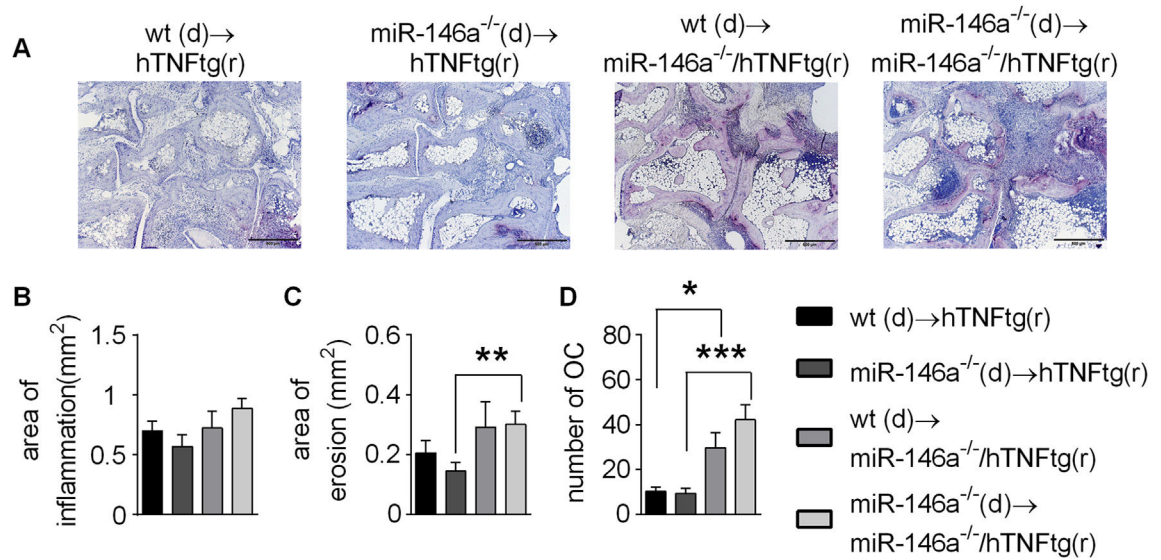 A
wt (d)→
hTNFtg(r)
miR-146a⁻/⁻(d)→
hTNFtg(r)
wt (d)→
miR-146a⁻/⁻/hTNFtg(r)
miR-146a⁻/⁻(d)→
miR-146a⁻/⁻/hTNFtg(r)
B
area of
inflammation(mm²)
1
0.5
0
C
area of
erosion (mm²)
0.6
0.4
0.2
0
**
D
number of OC
80
60
40
20
0
*
***
wt (d)→hTNFtg(r)
miR-146a⁻/⁻(d)→hTNFtg(r)
wt (d)→
miR-146a⁻/⁻/hTNFtg(r)
miR-146a⁻/⁻(d)→
miR-146a⁻/⁻/hTNFtg(r)